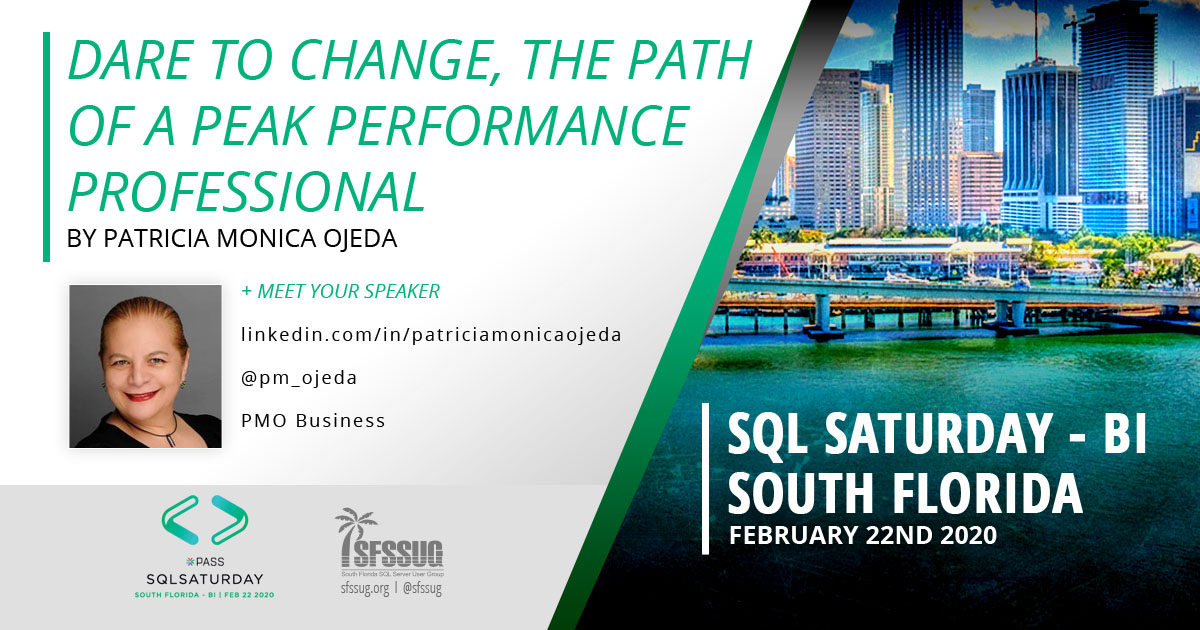 DARE TO CHANGE, THE PATH
OF A PEAK PERFORMANCE
PROFESSIONAL
BY PATRICIA MONICA OJEDA
+ MEET YOUR SPEAKER
linkedin.com/in/patriciamonicaojeda
@pm_ojeda
PMO Business
PASS
SQLSATURDAY
SOUTH FLORIDA - BI | FEB 22 2020
SFSSUG
South Florida SQL Server User Group
sfssug.org | @sfssug
SQL SATURDAY - BI
SOUTH FLORIDA
FEBRUARY 22ND 2020